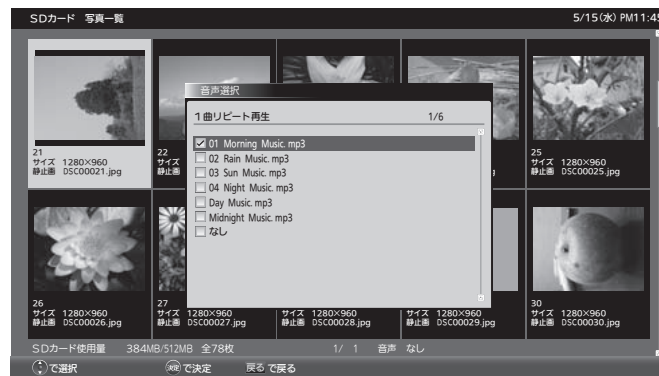 SDカード 写真一覧
5/15(水) PM11:45
音声選択
1曲リピート再生 1/6
01 Morning Music.mp3
02 Rain Music.mp3
03 Sun Music.mp3
04 Night Music.mp3
Day Music.mp3
Midnight Music.mp3
なし
21
サイズ 1280×960
静止画 DSC00021.jpg
22
サイズ
静止画
25
サイズ 1280×960
静止画 DSC00025.jpg
26
サイズ 1280×960
静止画 DSC00026.jpg
27
サイズ 1280×960
静止画 DSC00027.jpg
サイズ 1280×960
静止画 DSC00028.jpg
サイズ 1280×960
静止画 DSC00029.jpg
30
サイズ 1280×960
静止画 DSC00030.jpg
SDカード使用量 384MB/512MB 全78枚 1/ 1 音声 なし
で選択 決定 で決定 戻る で戻る